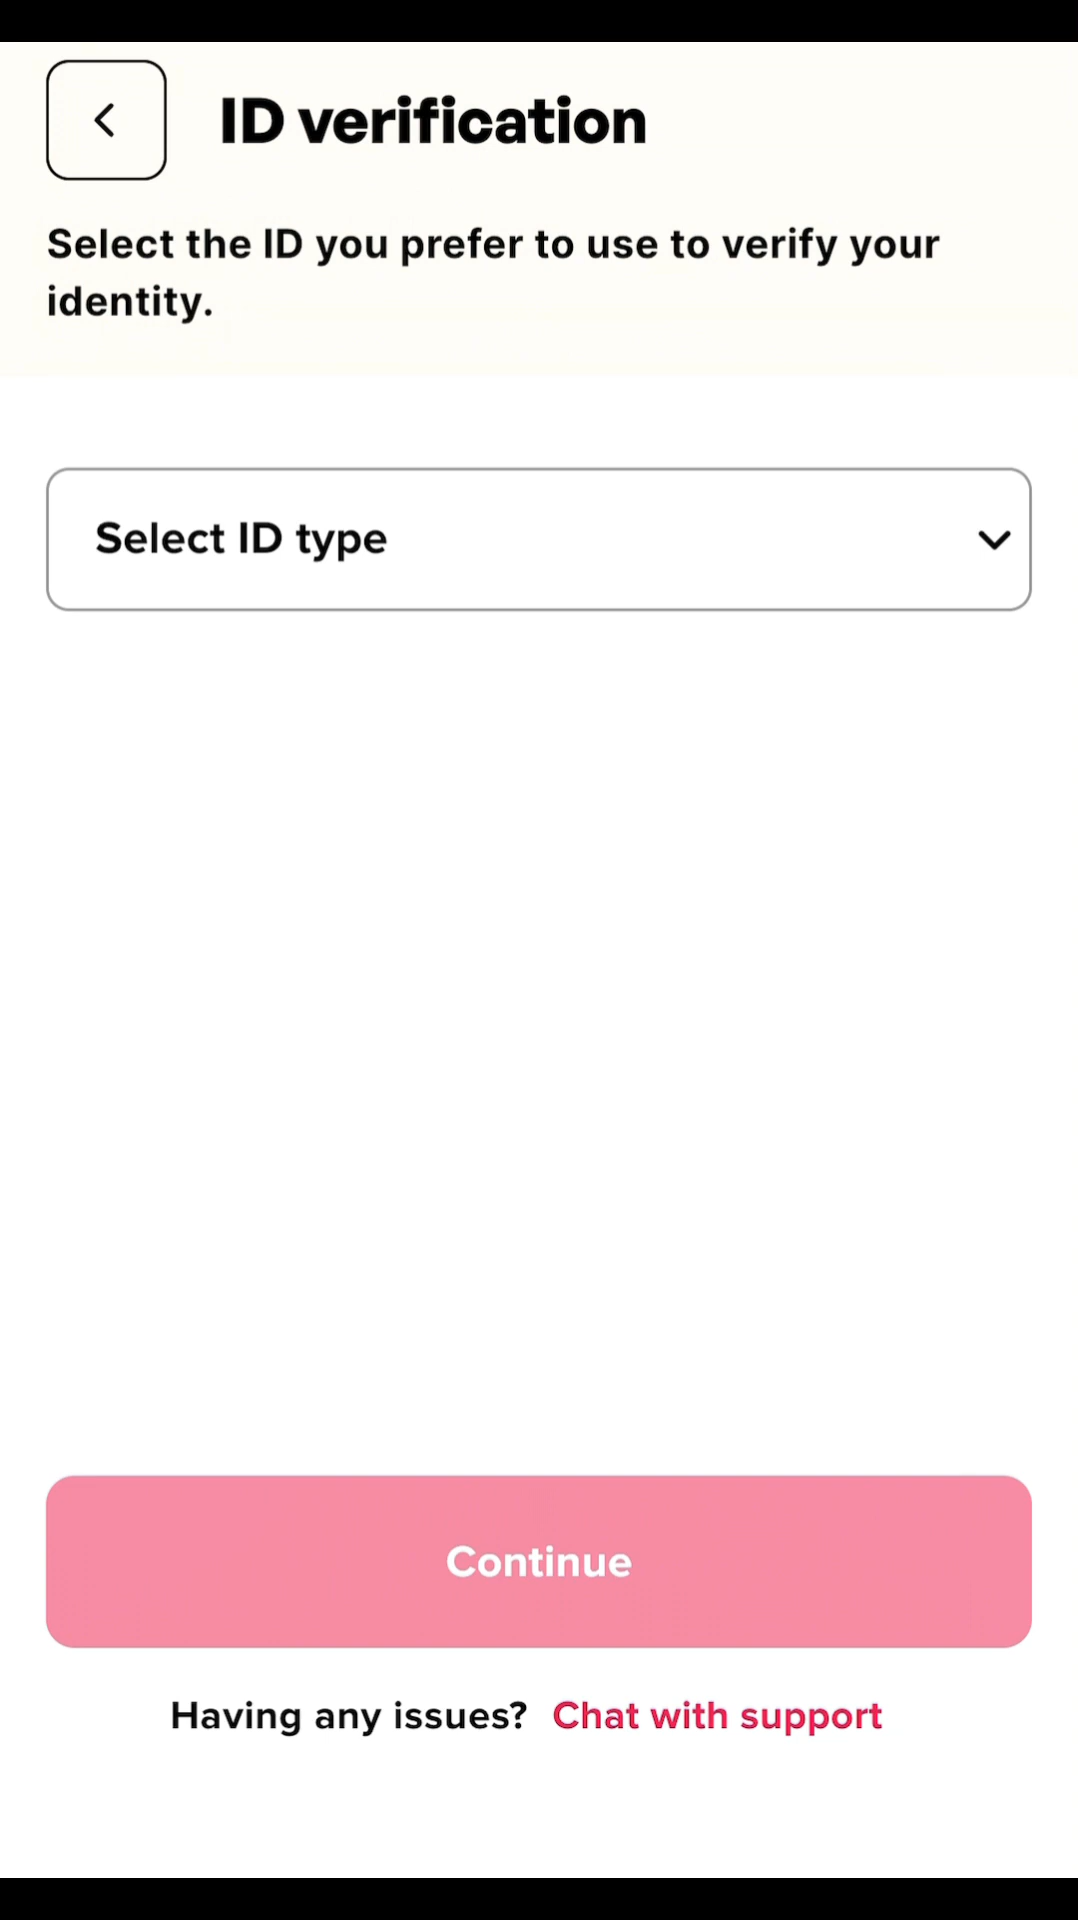 ID verification
Select the ID you prefer to use to verify your
identity.
Select ID type
Continue
Having any issues? Chat with support